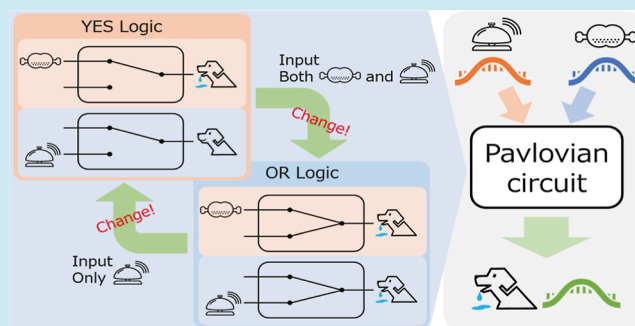 YES Logic
Input
Both and
Change!
OR Logic
Change!
Input
Only
Pavlovian
circuit